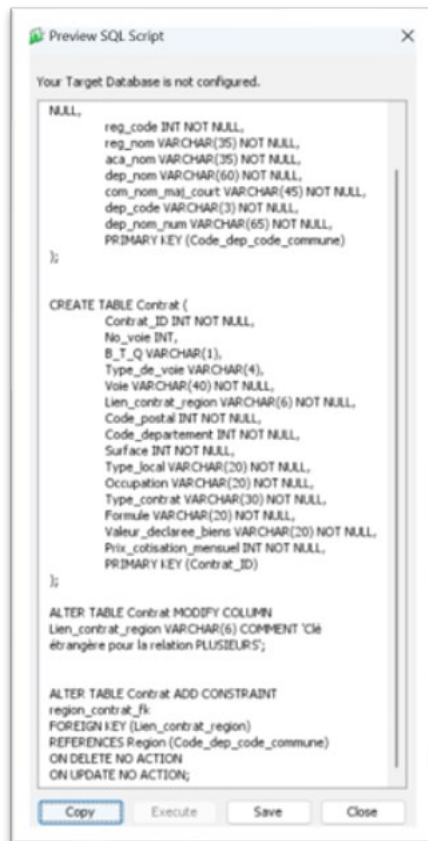 Preview SQL Script
Your Target Database is not configured.
NULL,
reg_code INT NOT NULL,
reg_nom VARCHAR(35) NOT NULL,
aca_nom VARCHAR(35) NOT NULL,
dep_nom VARCHAR(60) NOT NULL,
com_nom_maj_court VARCHAR(45) NOT NULL,
dep_code VARCHAR(3) NOT NULL,
dep_nom_num VARCHAR(65) NOT NULL,
PRIMARY KEY (Code_dep_code_commune)
);
CREATE TABLE Contrat (
Contrat_ID INT NOT NULL,
No_voie INT,
B_T_Q VARCHAR(1),
Type_de_voie VARCHAR(4),
Voie VARCHAR(40) NOT NULL,
Lien_contrat_region VARCHAR(6) NOT NULL,
Code_postal INT NOT NULL,
Code_departement INT NOT NULL,
Surface INT NOT NULL,
Type_local VARCHAR(20) NOT NULL,
Occupation VARCHAR(20) NOT NULL,
Type_contrat VARCHAR(30) NOT NULL,
Formule VARCHAR(20) NOT NULL,
Valeur_declaree_biens VARCHAR(20) NOT NULL,
Prix_cotisation_mensuel INT NOT NULL,
PRIMARY KEY (Contrat_ID)
);
ALTER TABLE Contrat MODIFY COLUMN
Lien_contrat_region VARCHAR(6) COMMENT 'Clé
étrangère pour la relation PLUSIEURS';
ALTER TABLE Contrat ADD CONSTRAINT
region_contrat_fk
FOREIGN KEY (Lien_contrat_region)
REFERENCES Region (Code_dep_code_commune)
ON DELETE NO ACTION
ON UPDATE NO ACTION;
Copy Execute Save Close